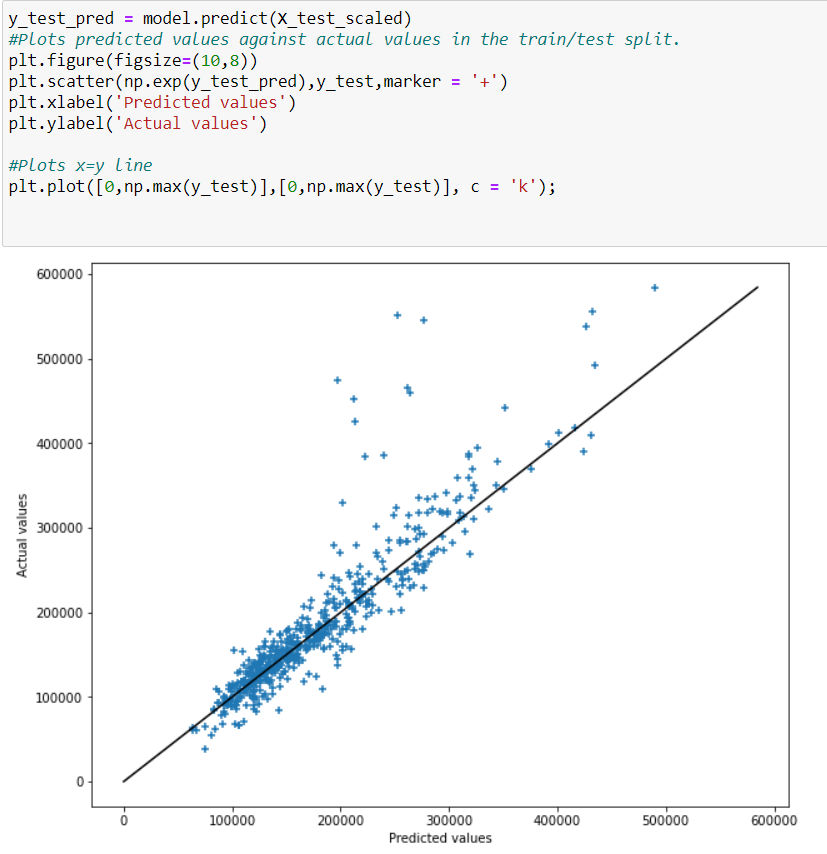 y_test_pred = model.predict(X_test_scaled)
#Plots predicted values against actual values in the train/test split.
plt.figure(figsize=(10,8))
plt.scatter(np.exp(y_test_pred),y_test,marker = '+')
plt.xlabel('Predicted values')
plt.ylabel('Actual values')
#Plots x=y line
plt.plot([0,np.max(y_test)],[0,np.max(y_test)], c = 'k');
600000
500000
400000
300000
200000
100000
0
Actual values
0
100000
200000
300000
400000
500000
600000
Predicted values